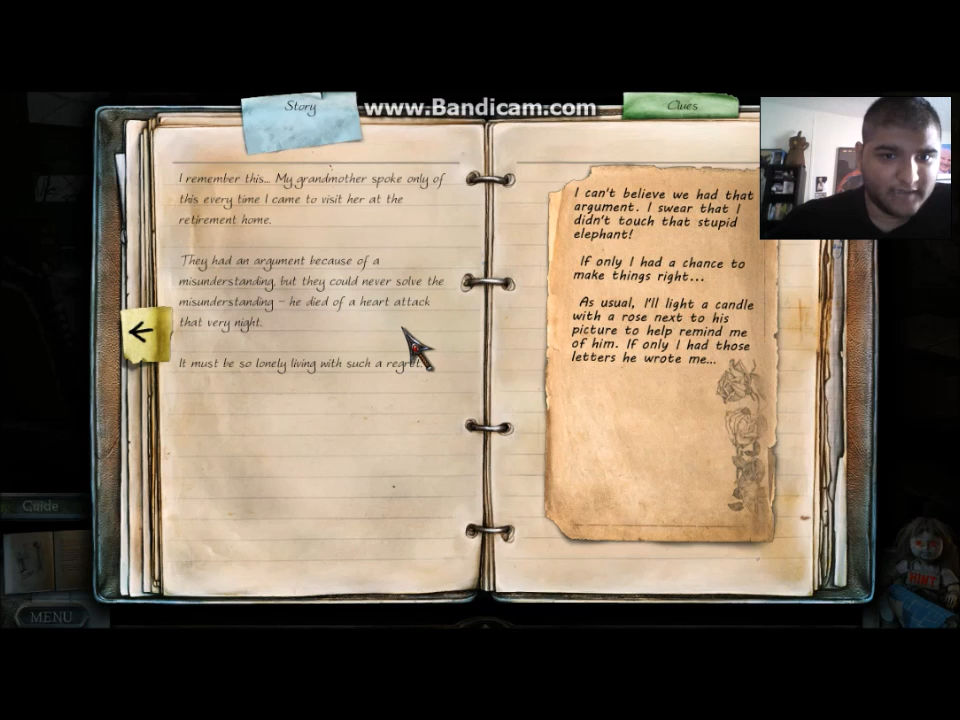 Story
www.Bandicam.com
Clues
I remember this... My grandmother spoke only of
this every time I came to visit her at the
retirement home.
They had an argument because of a
misunderstanding, but they could never solve the
misunderstanding - he died of a heart attack
that very night.
It must be so lonely living with such a regret.
I can't believe we had that
argument. I swear that I
didn't touch that stupid
elephant!
If only I had a chance to
make things right...
As usual, I'll light a candle
with a rose next to his
picture to help remind me
of him. If only I had those
letters he wrote me...
Guide
MENU
HINT